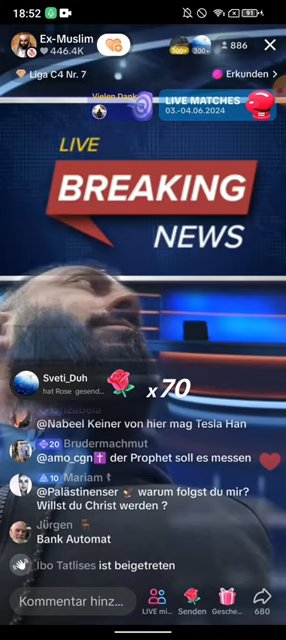 18:52
91
Ex-Muslim
446.4K
500+
300+
886
Liga C4 Nr. 7
Erkunden >
Vielen Dank
LIVE MATCHES
03.-04.06.2024
LIVE
BREAKING
NEWS
Sveti_Duh
hat Rose gesend...
x70
@Nabeel Keiner von hier mag Tesla Han
20 Brudermachmut
@amo_cgn✝️ der Prophet soll es messen
10 Mariam ☦
@Palästinenser 🦅 warum folgst du mir?
Willst du Christ werden ?
Jürgen
Bank Automat
Ibo Tatlises ist beigetreten
Kommentar hinz...
LIVE mi...
Senden
Gesche...
680